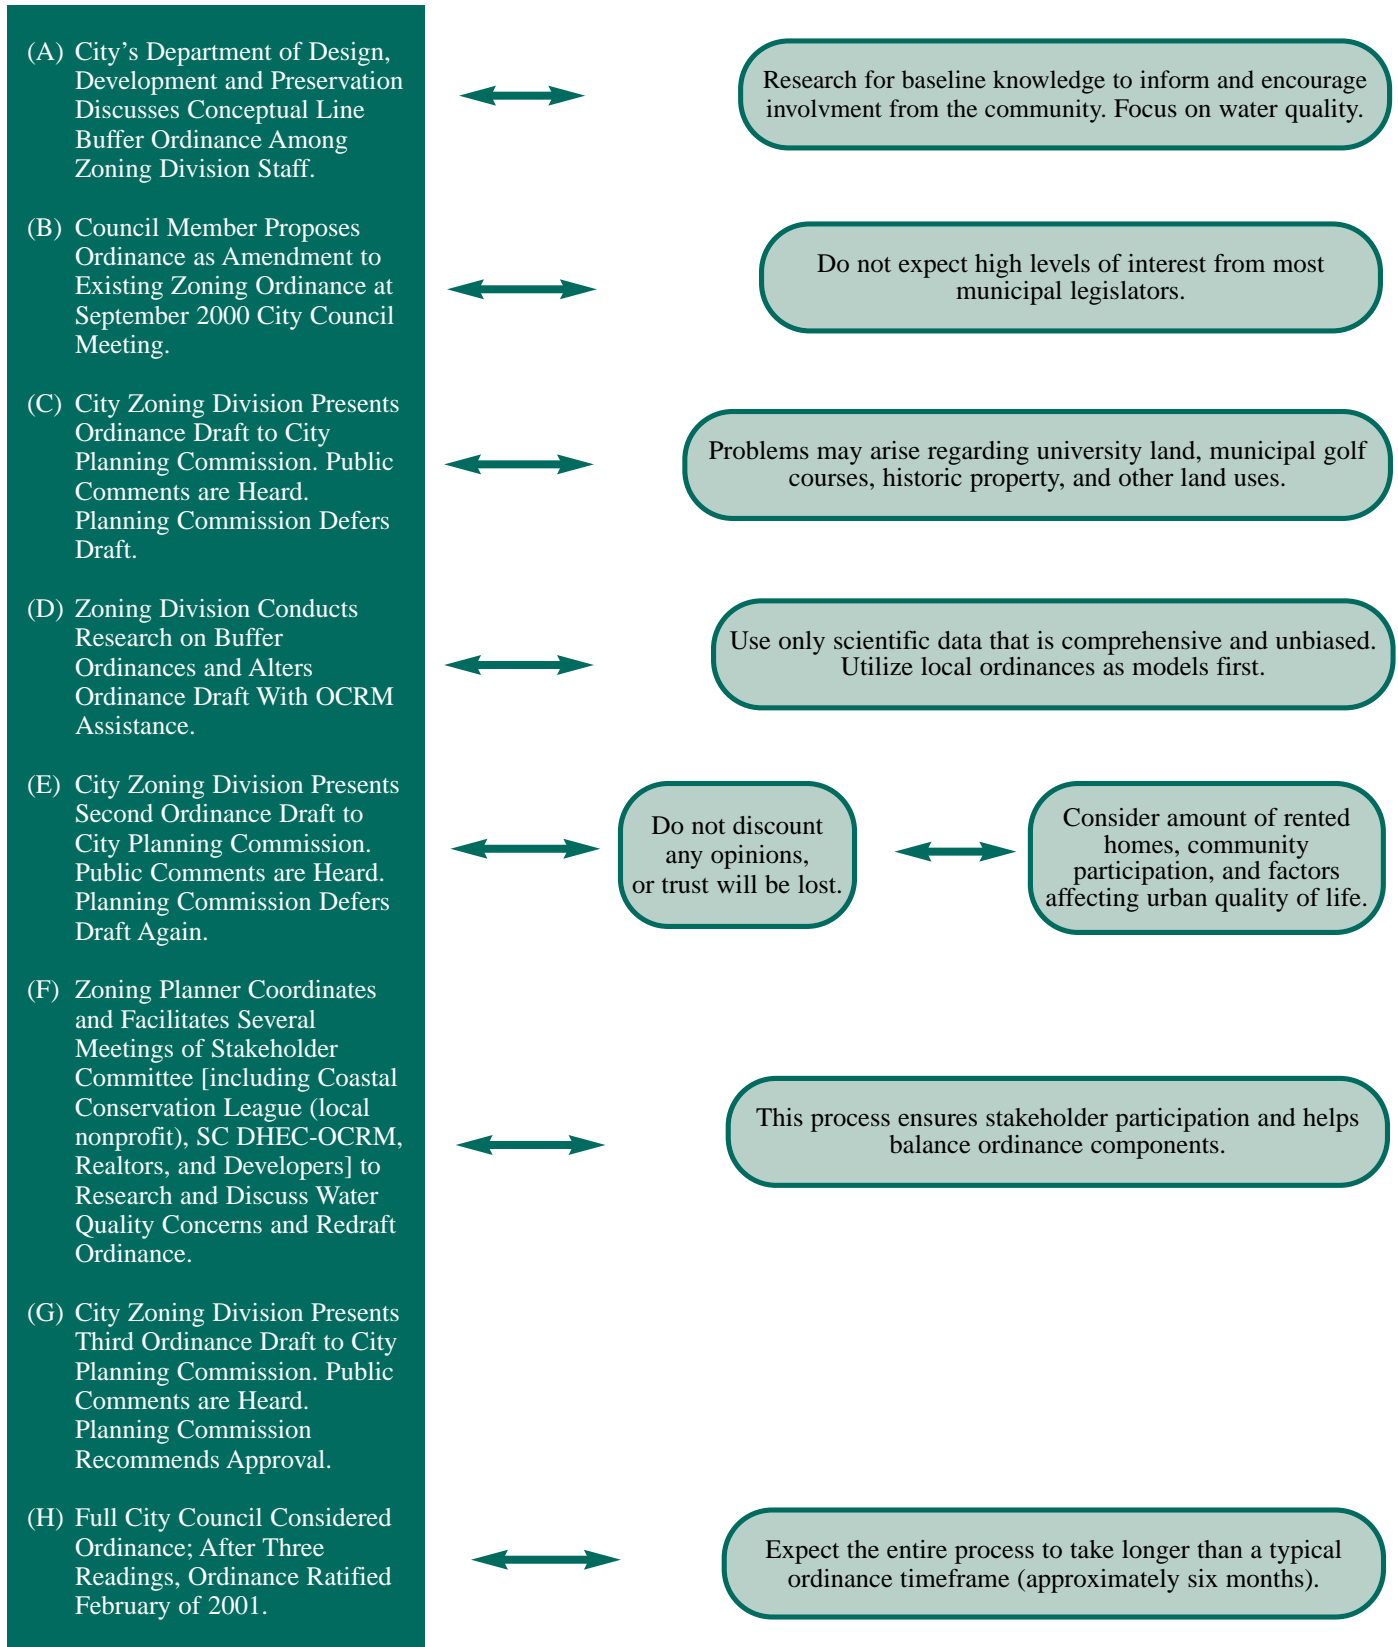 (A) City’s Department of Design,
Development and Preservation
Discusses Conceptual Line
Buffer Ordinance Among
Zoning Division Staff.
Research for baseline knowledge to inform and encourage
involvment from the community. Focus on water quality.
(B) Council Member Proposes
Ordinance as Amendment to
Existing Zoning Ordinance at
September 2000 City Council
Meeting.
Do not expect high levels of interest from most
municipal legislators.
(C) City Zoning Division Presents
Ordinance Draft to City
Planning Commission. Public
Comments are Heard.
Planning Commission Defers
Draft.
Problems may arise regarding university land, municipal golf
courses, historic property, and other land uses.
(D) Zoning Division Conducts
Research on Buffer
Ordinances and Alters
Ordinance Draft With OCRM
Assistance.
Use only scientific data that is comprehensive and unbiased.
Utilize local ordinances as models first.
(E) City Zoning Division Presents
Second Ordinance Draft to
City Planning Commission.
Public Comments are Heard.
Planning Commission Defers
Draft Again.
Do not discount
any opinions,
or trust will be lost.
Consider amount of rented
homes, community
participation, and factors
affecting urban quality of life.
(F) Zoning Planner Coordinates
and Facilitates Several
Meetings of Stakeholder
Committee [including Coastal
Conservation League (local
nonprofit), SC DHEC-OCRM,
Realtors, and Developers] to
Research and Discuss Water
Quality Concerns and Redraft
Ordinance.
This process ensures stakeholder participation and helps
balance ordinance components.
(G) City Zoning Division Presents
Third Ordinance Draft to City
Planning Commission. Public
Comments are Heard.
Planning Commission
Recommends Approval.
(H) Full City Council Considered
Ordinance; After Three
Readings, Ordinance Ratified
February of 2001.
Expect the entire process to take longer than a typical
ordinance timeframe (approximately six months).